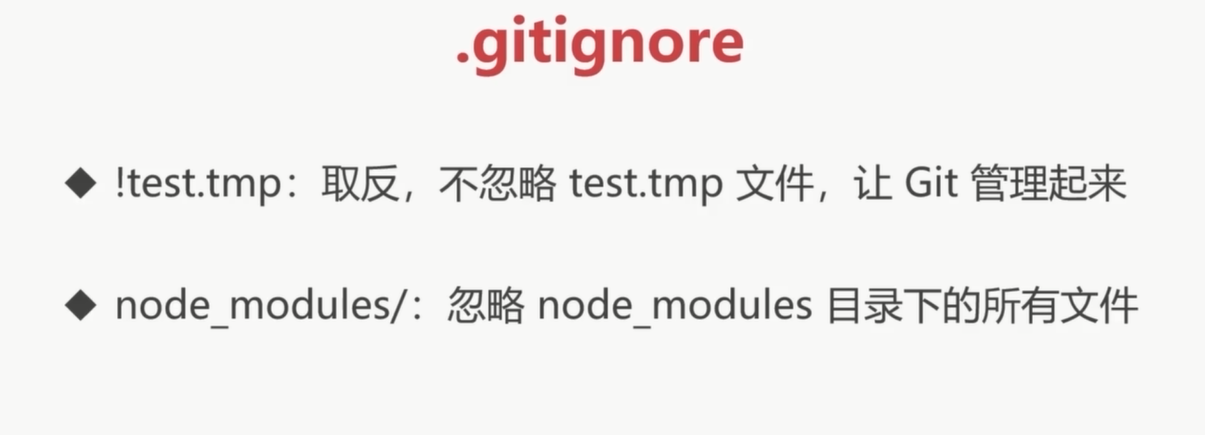 .gitignore
◆ !test.tmp：取反，不忽略 test.tmp 文件，让 Git 管理起来
◆ node_modules/：忽略 node_modules 目录下的所有文件